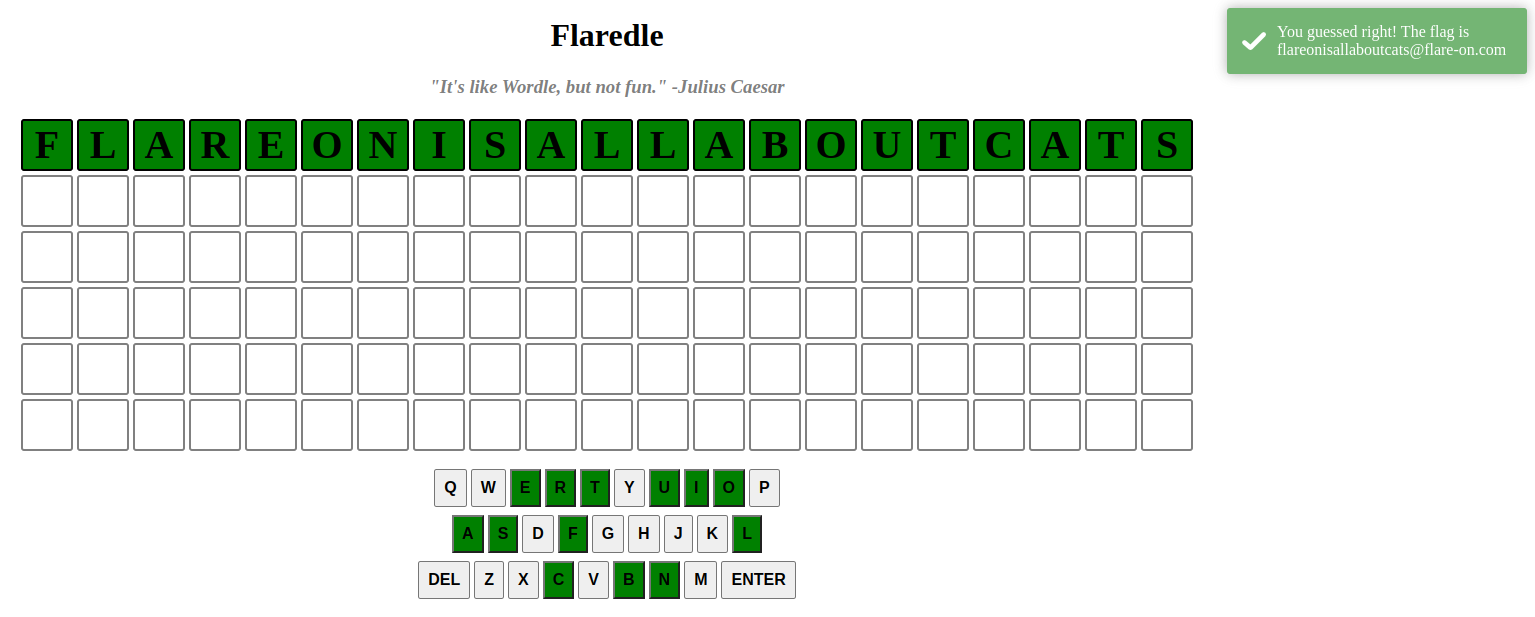 Flaredle
You guessed right! The flag is
flareonisallaboutcats@flare-on.com
"It's like Wordle, but not fun." -Julius Caesar
F L A R E O N I S A L L A B O U T C A T S
Q W E R T Y U I O P
A S D F G H J K L
DEL Z X C V B N M ENTER